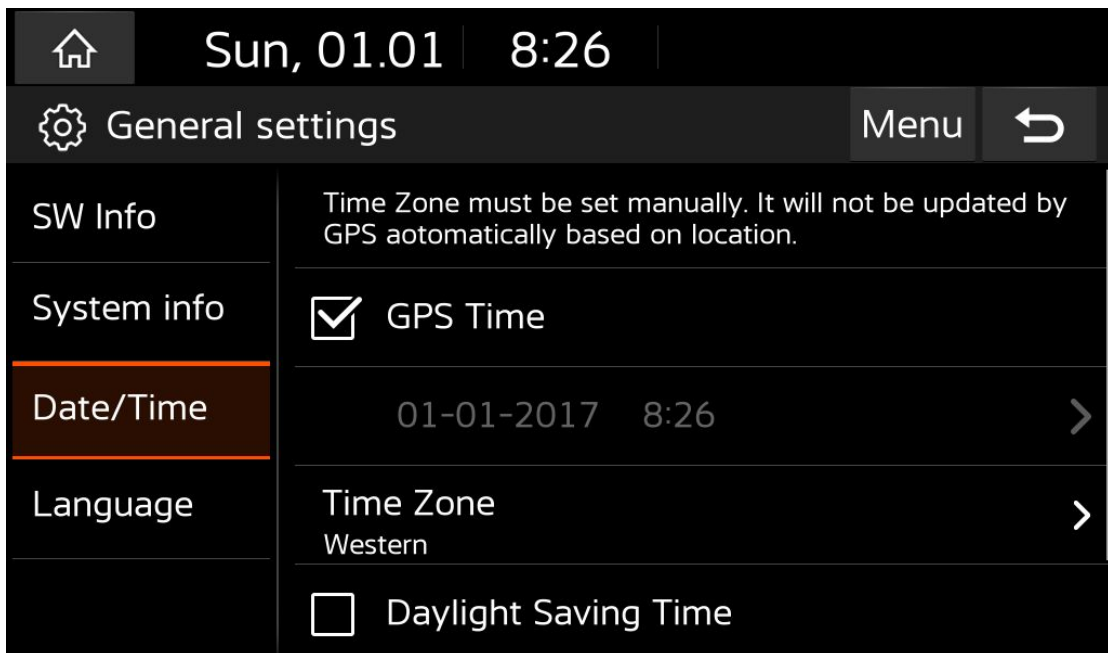 Sun, 01.01 8:26
General settings Menu
SW Info
System info
Date/Time
Language
Time Zone must be set manually. It will not be updated by
GPS aotomatically based on location.
GPS Time
01-01-2017 8:26
Time Zone
Western
Daylight Saving Time